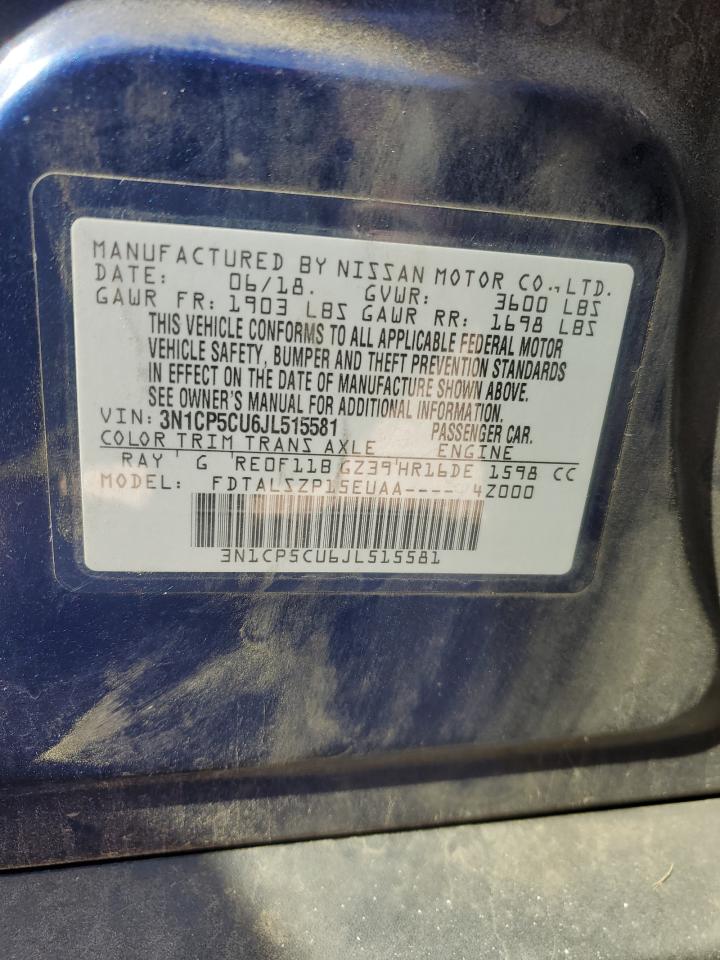 MANUFACTURED BY NISSAN MOTOR CO., LTD.
DATE: 06/18. GVWR: 3600 LBS
GAWR FR: 1903 LBS GAWR RR: 1698 LBS
THIS VEHICLE CONFORMS TO ALL APPLICABLE FEDERAL MOTOR
VEHICLE SAFETY, BUMPER AND THEFT PREVENTION STANDARDS
IN EFFECT ON THE DATE OF MANUFACTURE SHOWN ABOVE.
SEE OWNER'S MANUAL FOR ADDITIONAL INFORMATION.
VIN: 3N1CP5CU6JL515581 PASSENGER CAR.
COLOR TRIM TRANS AXLE ENGINE
RAY G RE0F11B GZ39 HR16DE 1598 CC
MODEL: FDTALSZP15EUAA---- 4Z000
3N1CP5CU6JL515581